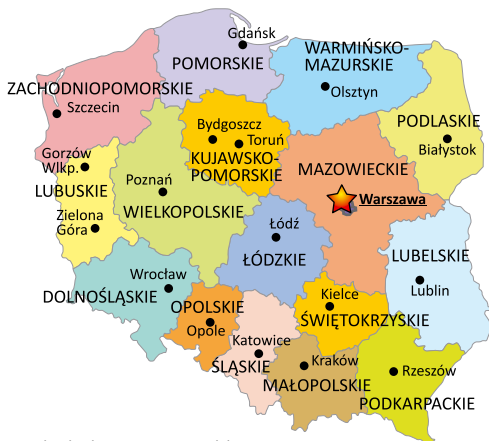 Gdańsk
POMORSKIE
WARMIŃSKO-
MAZURSKIE
Olsztyn
ZACHODNIOPOMORSKIE
Szczecin
PODLASKIE
Białystok
Bydgoszcz
Toruń
KUJAWSKO-
POMORSKIE
Gorzów
Wlkp.
LUBUSKIE
Zielona
Góra
Poznań
WIELKOPOLSKIE
MAZOWIECKIE
Warszawa
Łódź
ŁÓDZKIE
LUBELSKIE
Lublin
Wrocław
DOLNOŚLĄSKIE
OPOLSKIE
Opole
Kielce
ŚWIĘTOKRZYSKIE
Katowice
ŚLĄSKIE
Kraków
MAŁOPOLSKIE
Rzeszów
PODKARPACKIE